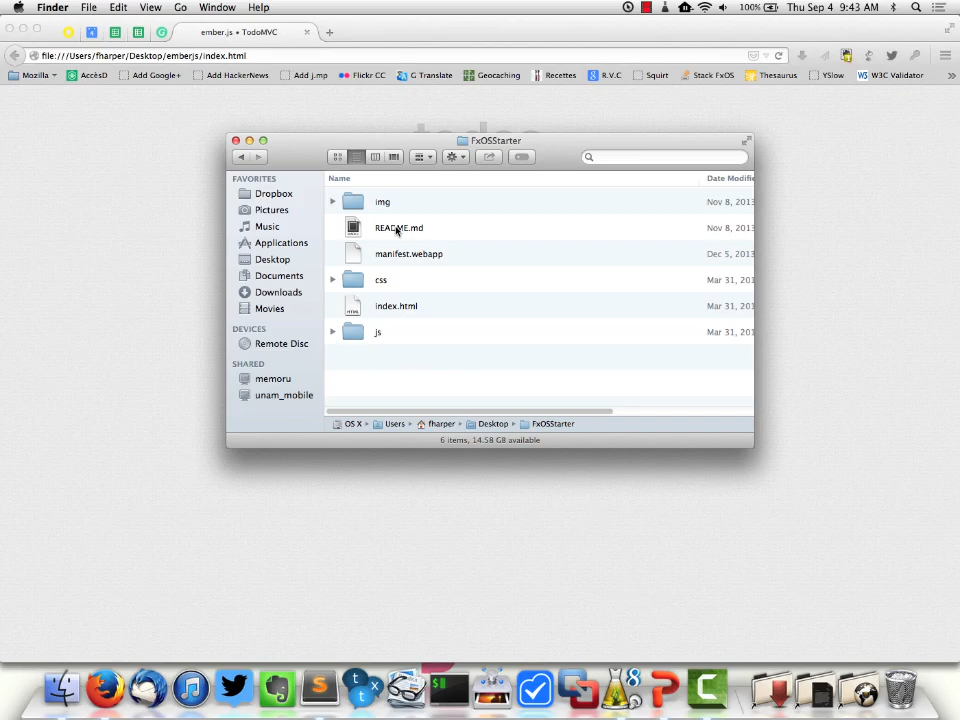 Finder File Edit View Go Window Help 100% Thu Sep 4 9:43 AM
ember.js • TodoMVC
file:///Users/fharper/Desktop/emberjs/index.html
Mozilla AccèsD Add Google+ Add HackerNews Add j.mp Flickr CC G Translate Geocaching Recettes R.V.C Squirt Stack FxOS Thesaurus YSlow W3C Validator
todos
FxOSStarter
FAVORITES
Dropbox
Pictures
Music
Applications
Desktop
Documents
Downloads
Movies
DEVICES
Remote Disc
SHARED
memoru
unam_mobile
Name Date Modifie
img Nov 8, 2013
README.md Nov 8, 2013
manifest.webapp Dec 5, 2013
css Mar 31, 201
HTML index.html Mar 31, 201
js Mar 31, 201
OS X Users fharper Desktop FxOSStarter
6 items, 14.58 GB available